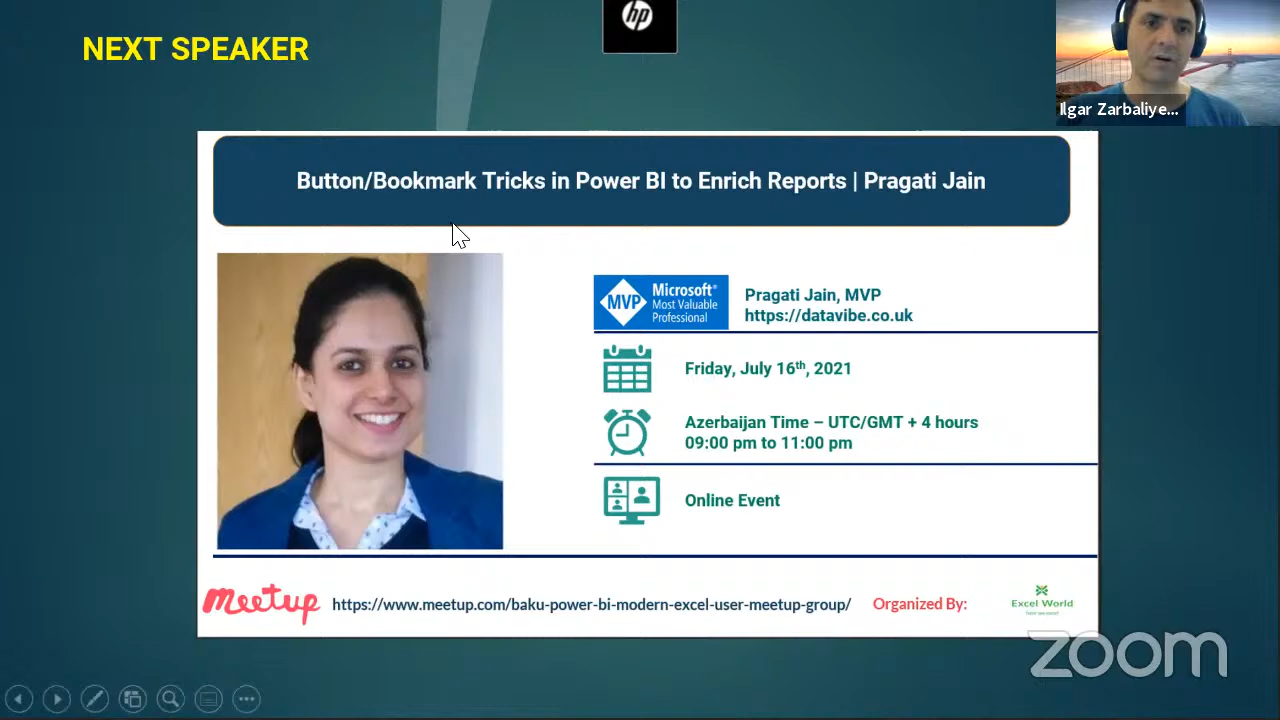 NEXT SPEAKER
hp
Ilgar Zarbaliye...
Button/Bookmark Tricks in Power BI to Enrich Reports | Pragati Jain
MVP
Microsoft®
Most Valuable
Professional
Pragati Jain, MVP
https://datavibe.co.uk
Friday, July 16th, 2021
Azerbaijan Time – UTC/GMT + 4 hours
09:00 pm to 11:00 pm
Online Event
meetup
https://www.meetup.com/baku-power-bi-modern-excel-user-meetup-group/
Organized By:
Excel World
zoom